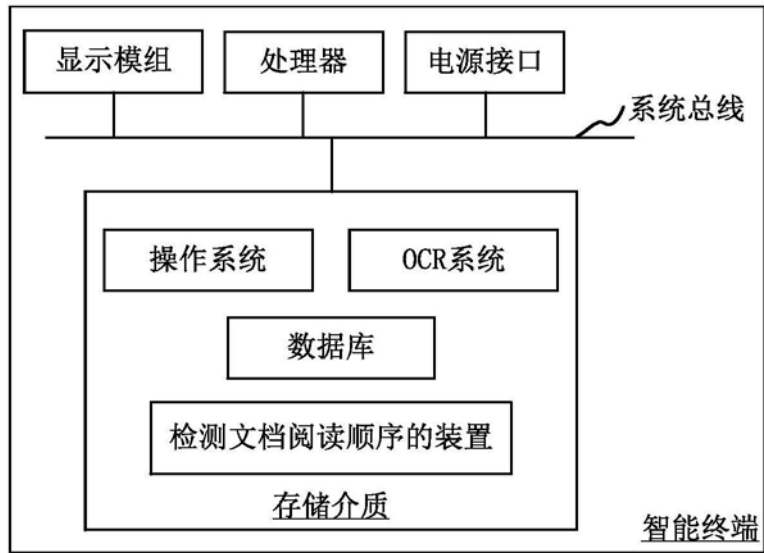 显示模组
处理器
电源接口
系统总线
操作系统
OCR系统
数据库
检测文档阅读顺序的装置
存储介质
智能终端